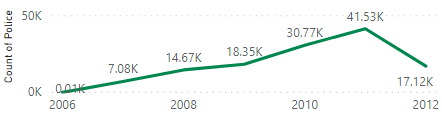 Count of Police
50K
0K
0.01K
7.08K
14.67K
18.35K
30.77K
41.53K
17.12K
2006 2008 2010 2012